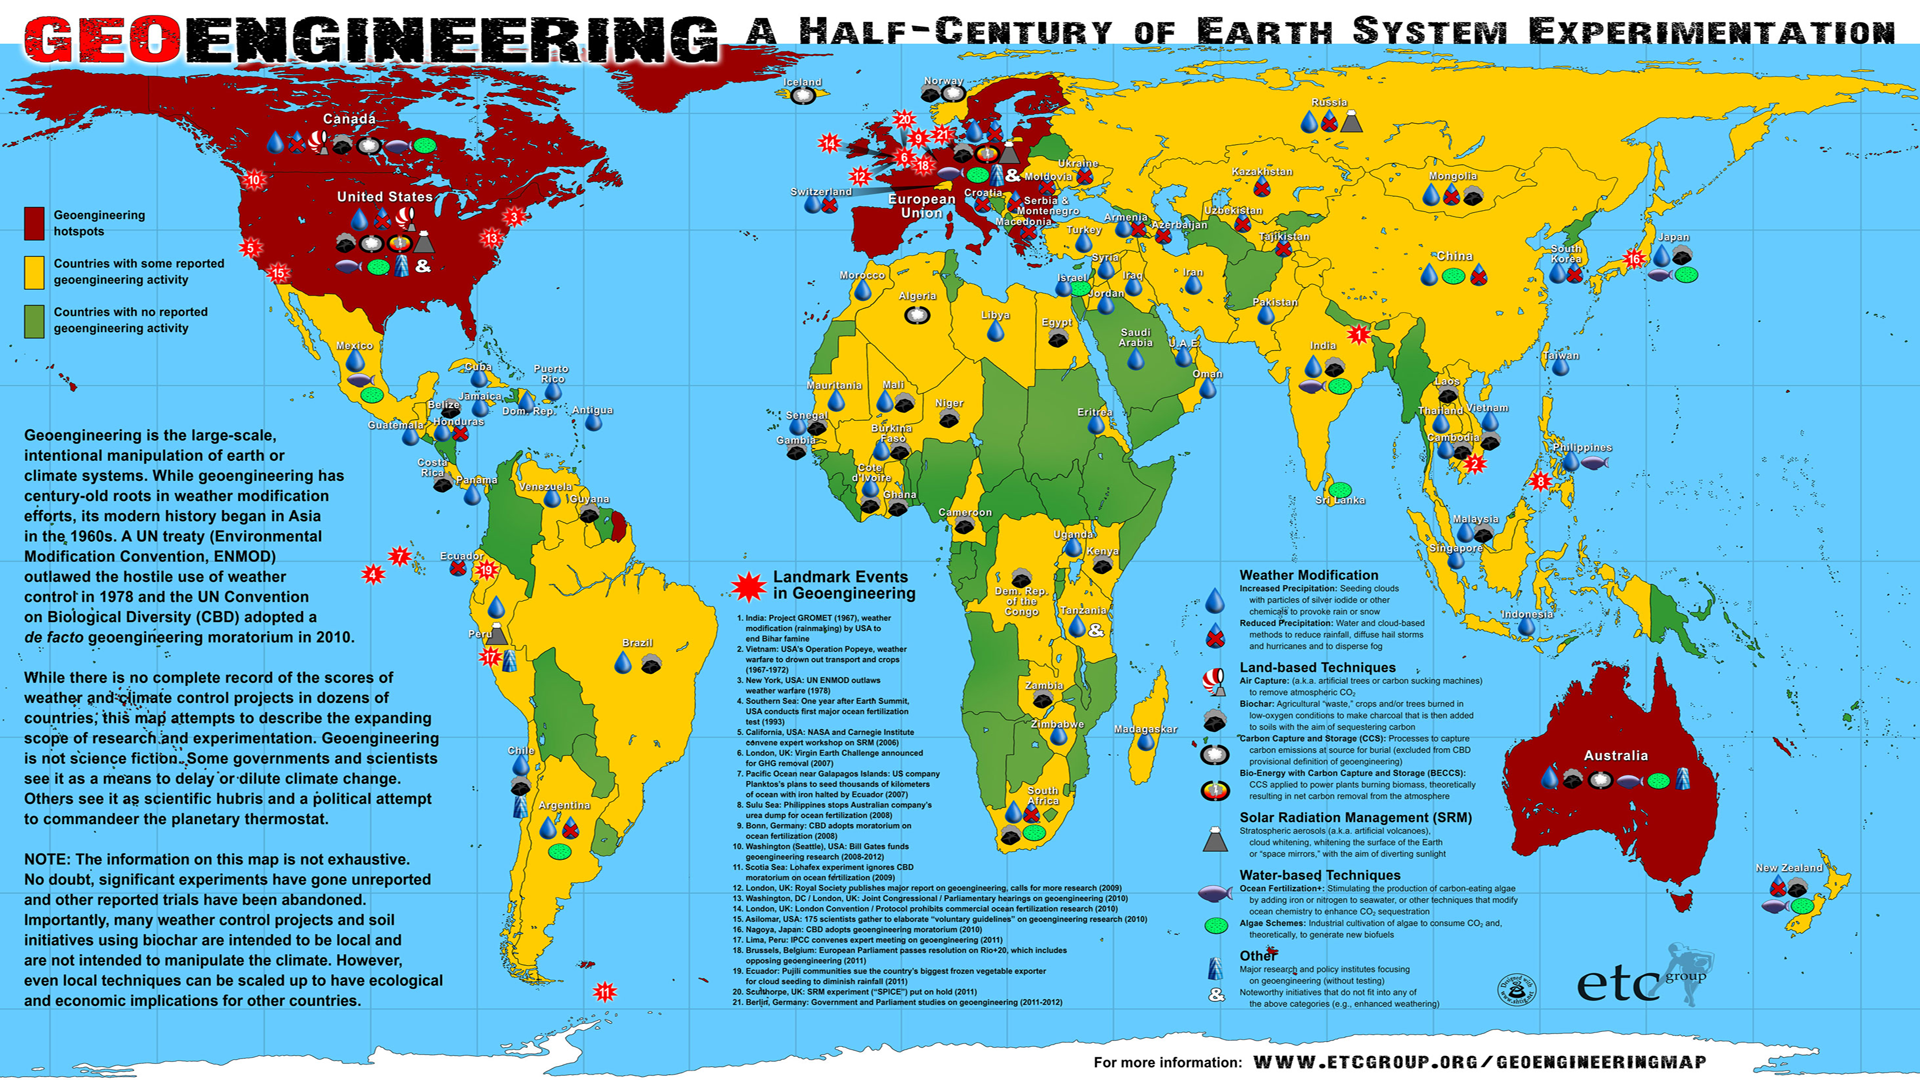 GEOENGINEERING A HALF-CENTURY OF EARTH SYSTEM EXPERIMENTATION
Geoengineering
hotspots
Countries with some reported
geoengineering activity
Countries with no reported
geoengineering activity
Geoengineering is the large-scale,
intentional manipulation of earth or
climate systems. While geoengineering has
century-old roots in weather modification
efforts, its modern history began in Asia
in the 1960s. A UN treaty (Environmental
Modification Convention, ENMOD)
outlawed the hostile use of weather
control in 1978 and the UN Convention
on Biological Diversity (CBD) adopted a
de facto geoengineering moratorium in 2010.
While there is no complete record of the scores of
weather and climate control projects in dozens of
countries, this map attempts to describe the expanding
scope of research and experimentation. Geoengineering
is not science fiction. Some governments and scientists
see it as a means to delay or dilute climate change.
Others see it as scientific hubris and a political attempt
to commandeer the planetary thermostat.
NOTE: The information on this map is not exhaustive.
No doubt, significant experiments have gone unreported
and other reported trials have been abandoned.
Importantly, many weather control projects and soil
initiatives using biochar are intended to be local and
are not intended to manipulate the climate. However,
even local techniques can be scaled up to have ecological
and economic implications for other countries.
Canada
United States
Mexico
Cuba
Puerto
Rico
Belize
Jamaica
Dom. Rep.
Antigua
Guatemala
Honduras
Costa
Rica
Panama
Venezuela
Guyana
Ecuador
Peru
Brazil
Chile
Argentina
Iceland
Norway
Switzerland
European
Union
Croatia
Moldovia
Ukraine
Serbia &
Montenegro
Macedonia
Russia
Kazakhstan
Mongolia
Uzbekistan
Tajikistan
Armenia
Azerbaijan
Turkey
Syria
Israel
Iraq
Iran
Jordan
Pakistan
China
South
Korea
Japan
Taiwan
India
Sri Lanka
Laos
Thailand
Vietnam
Cambodia
Philippines
Malaysia
Singapore
Indonesia
Australia
New Zealand
Morocco
Algeria
Libya
Egypt
Saudi
Arabia
U.A.E.
Oman
Mauritania
Mali
Niger
Senegal
Gambia
Burkina
Faso
Cote
d'Ivoire
Ghana
Cameroon
Eritrea
Uganda
Kenya
Dem. Rep.
of the
Congo
Tanzania
Zambia
Zimbabwe
Madagaskar
South
Africa
1
2
3
4
5
6
7
8
9
10
11
12
13
14
15
16
17
18
19
20
21
&
&
&
Landmark Events
in Geoengineering
1. India: Project GROMET (1967), weather
modification (rainmaking) by USA to
end Bihar famine
2. Vietnam: USA's Operation Popeye, weather
warfare to drown out transport and crops
(1967-1972)
3. New York, USA: UN ENMOD outlaws
weather warfare (1978)
4. Southern Sea: One year after Earth Summit,
USA conducts first major ocean fertilization
test (1993)
5. California, USA: NASA and Carnegie Institute
convene expert workshop on SRM (2006)
6. London, UK: Virgin Earth Challenge announced
for GHG removal (2007)
7. Pacific Ocean near Galapagos Islands: US company
Planktos's plans to seed thousands of kilometers
of ocean with iron halted by Ecuador (2007)
8. Sulu Sea: Philippines stops Australian company's
urea dump for ocean fertilization (2008)
9. Bonn, Germany: CBD adopts moratorium on
ocean fertilization (2008)
10. Washington (Seattle), USA: Bill Gates funds
geoengineering research (2008-2012)
11. Scotia Sea: Lohafex experiment ignores CBD
moratorium on ocean fertilization (2009)
12. London, UK: Royal Society publishes major report on geoengineering, calls for more research (2009)
13. Washington, DC / London, UK: Joint Congressional / Parliamentary hearings on geoengineering (2010)
14. London, UK: London Convention / Protocol prohibits commercial ocean fertilization research (2010)
15. Asilomar, USA: 175 scientists gather to elaborate "voluntary guidelines" on geoengineering research (2010)
16. Nagoya, Japan: CBD adopts geoengineering moratorium (2010)
17. Lima, Peru: IPCC convenes expert meeting on geoengineering (2011)
18. Brussels, Belgium: European Parliament passes resolution on Rio+20, which includes
opposing geoengineering (2011)
19. Ecuador: Pujilí communities sue the country's biggest frozen vegetable exporter
for cloud seeding to diminish rainfall (2011)
20. Sculthorpe, UK: SRM experiment ("SPICE") put on hold (2011)
21. Berlin, Germany: Government and Parliament studies on geoengineering (2011-2012)
Weather Modification
Increased Precipitation: Seeding clouds
with particles of silver iodide or other
chemicals to provoke rain or snow
Reduced Precipitation: Water and cloud-based
methods to reduce rainfall, diffuse hail storms
and hurricanes and to disperse fog
Land-based Techniques
Air Capture: (a.k.a. artificial trees or carbon sucking machines)
to remove atmospheric CO₂
Biochar: Agricultural "waste," crops and/or trees burned in
low-oxygen conditions to make charcoal that is then added
to soils with the aim of sequestering carbon
Carbon Capture and Storage (CCS): Processes to capture
carbon emissions at source for burial (excluded from CBD
provisional definition of geoengineering)
Bio-Energy with Carbon Capture and Storage (BECCS):
CCS applied to power plants burning biomass, theoretically
resulting in net carbon removal from the atmosphere
Solar Radiation Management (SRM)
Stratospheric aerosols (a.k.a. artificial volcanoes),
cloud whitening, whitening the surface of the Earth
or "space mirrors," with the aim of diverting sunlight
Water-based Techniques
Ocean Fertilization+: Stimulating the production of carbon-eating algae
by adding iron or nitrogen to seawater, or other techniques that modify
ocean chemistry to enhance CO₂ sequestration
Algae Schemes: Industrial cultivation of algae to consume CO₂ and,
theoretically, to generate new biofuels
Other
Major research and policy institutes focusing
on geoengineering (without testing)
& Noteworthy initiatives that do not fit into any of
the above categories (e.g., enhanced weathering)
etc group
For more information: WWW.ETCGROUP.ORG/GEOENGINEERINGMAP